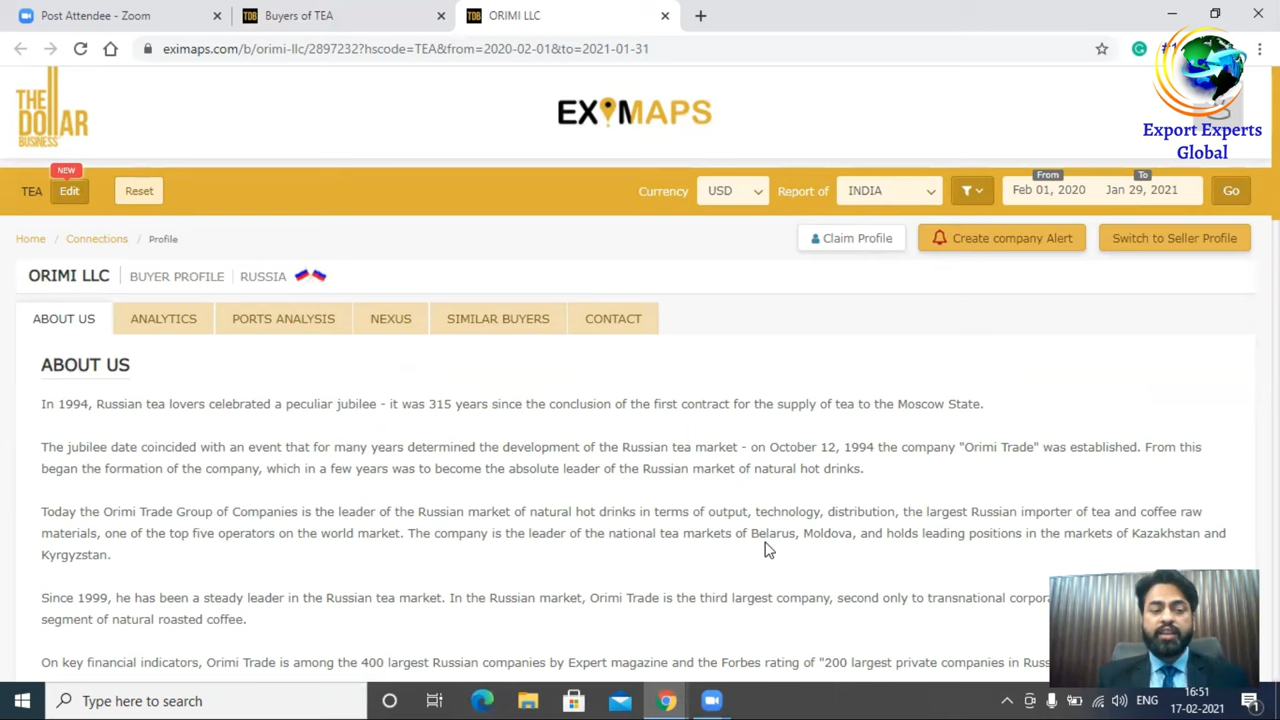 Post Attendee - Zoom
TDB Buyers of TEA
TDB ORIMI LLC
eximaps.com/b/orimi-llc/2897232?hscode=TEA&from=2020-02-01&to=2021-01-31
THE DOLLAR BUSINESS
EXIMAPS
Export Experts
Global
NEW
TEA Edit Reset Currency USD Report of INDIA From Feb 01, 2020 To Jan 29, 2021 Go
Home / Connections / Profile Claim Profile Create company Alert Switch to Seller Profile
ORIMI LLC BUYER PROFILE RUSSIA
ABOUT US ANALYTICS PORTS ANALYSIS NEXUS SIMILAR BUYERS CONTACT
ABOUT US
In 1994, Russian tea lovers celebrated a peculiar jubilee - it was 315 years since the conclusion of the first contract for the supply of tea to the Moscow State.
The jubilee date coincided with an event that for many years determined the development of the Russian tea market - on October 12, 1994 the company "Orimi Trade" was established. From this
began the formation of the company, which in a few years was to become the absolute leader of the Russian market of natural hot drinks.
Today the Orimi Trade Group of Companies is the leader of the Russian market of natural hot drinks in terms of output, technology, distribution, the largest Russian importer of tea and coffee raw
materials, one of the top five operators on the world market. The company is the leader of the national tea markets of Belarus, Moldova, and holds leading positions in the markets of Kazakhstan and
Kyrgyzstan.
Since 1999, he has been a steady leader in the Russian tea market. In the Russian market, Orimi Trade is the third largest company, second only to transnational corpora
segment of natural roasted coffee.
On key financial indicators, Orimi Trade is among the 400 largest Russian companies by Expert magazine and the Forbes rating of "200 largest private companies in Russ
Type here to search
ENG
16:51
17-02-2021
1